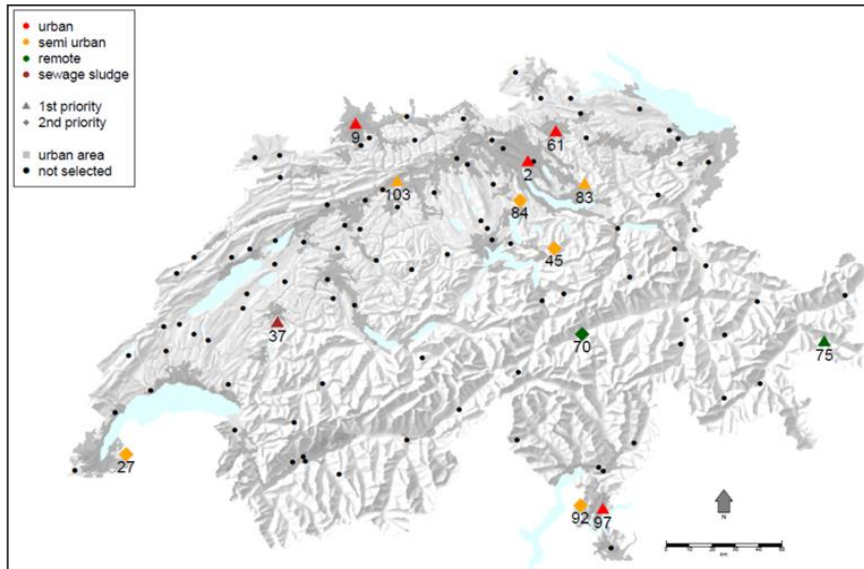 urban
semi urban
remote
sewage sludge
1st priority
2nd priority
urban area
not selected
9
61
2
103
83
84
45
37
70
75
27
92
97
N